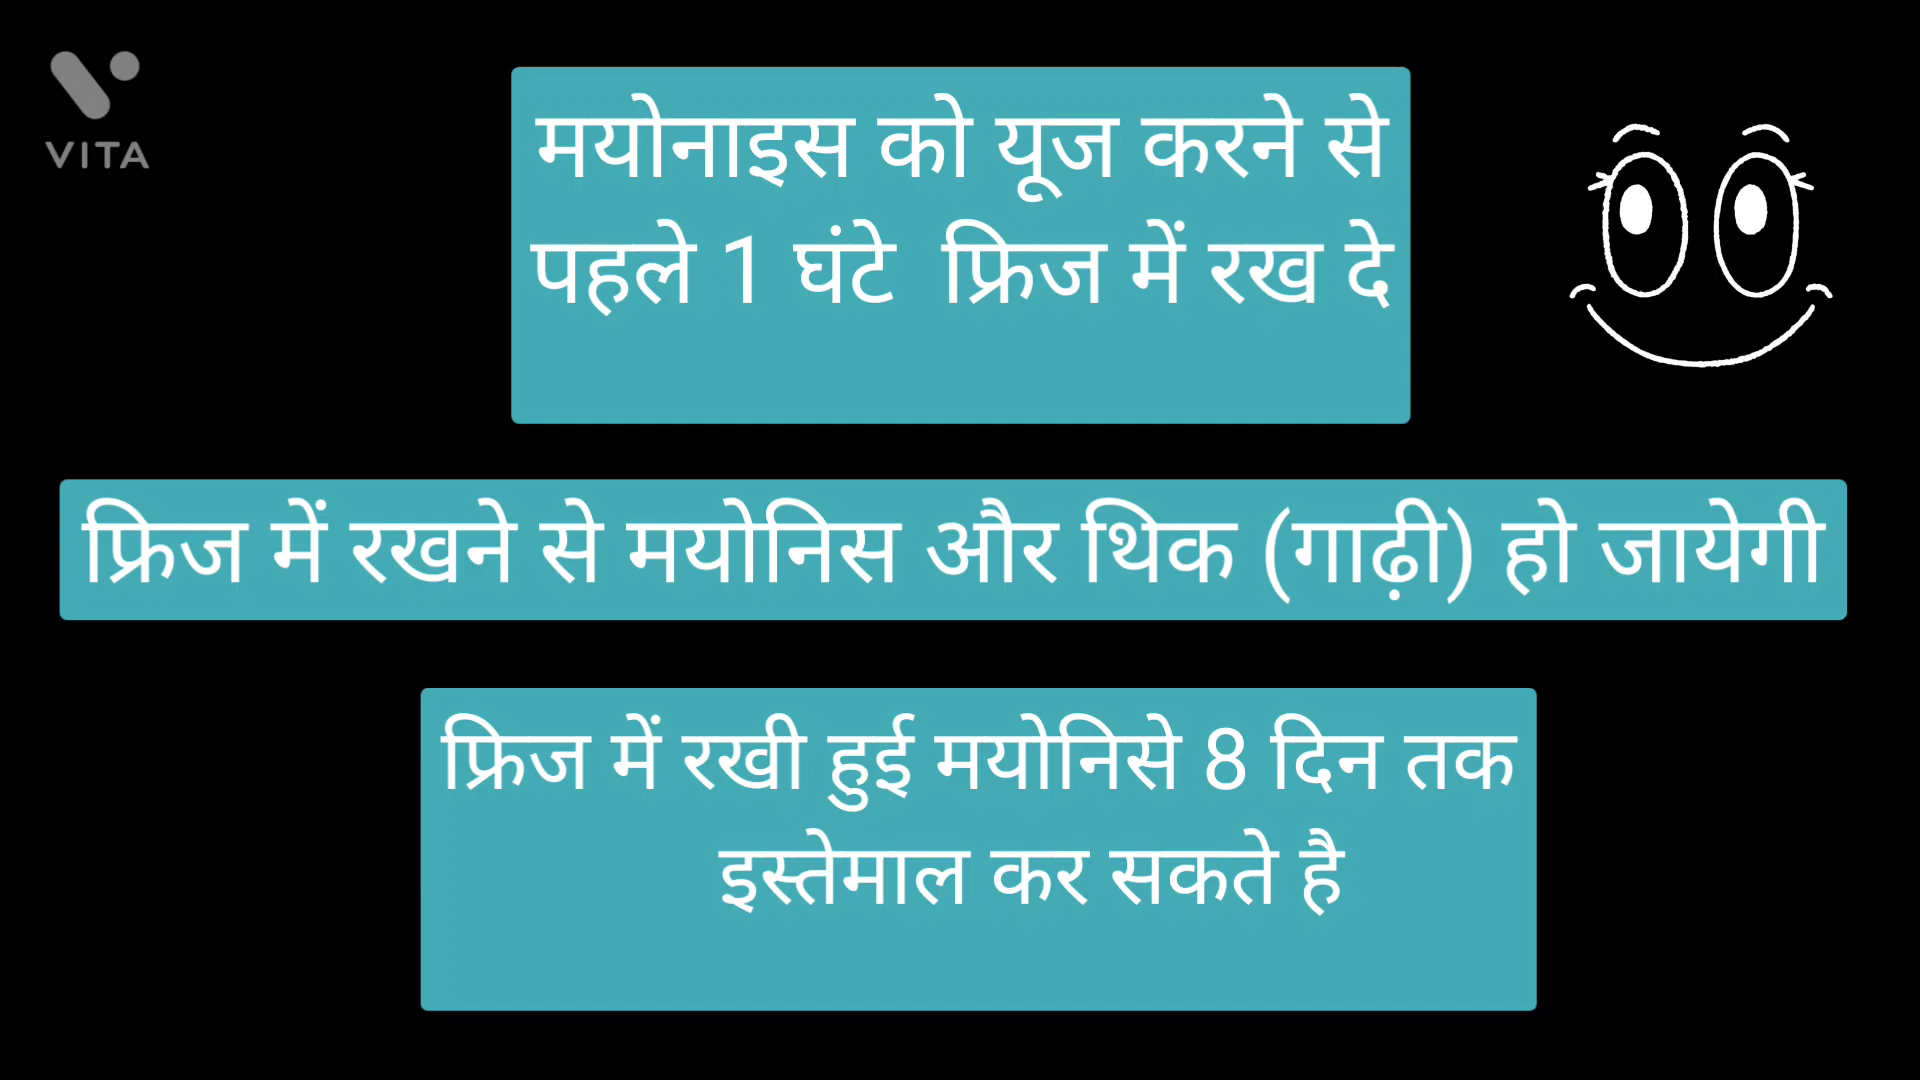 VITA
मयोनाइस को यूज करने से
पहले 1 घंटे फ्रिज में रख दे
फ्रिज में रखने से मयोनिस और थिक (गाढ़ी) हो जायेगी
फ्रिज में रखी हुई मयोनिसे 8 दिन तक
इस्तेमाल कर सकते है